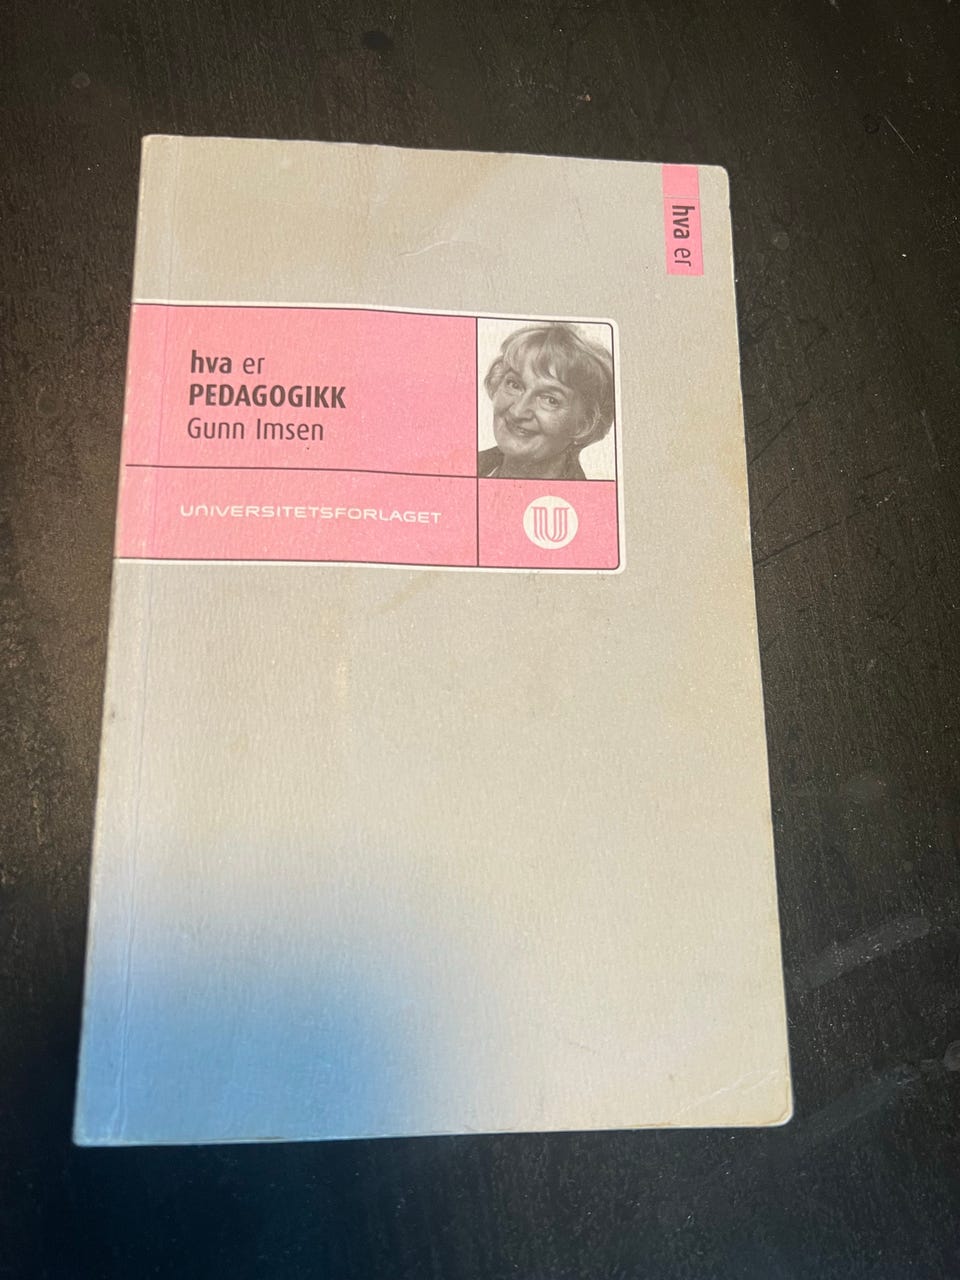 hva er
hva er
PEDAGOGIKK
Gunn Imsen
UNIVERSITETSFORLAGET
U